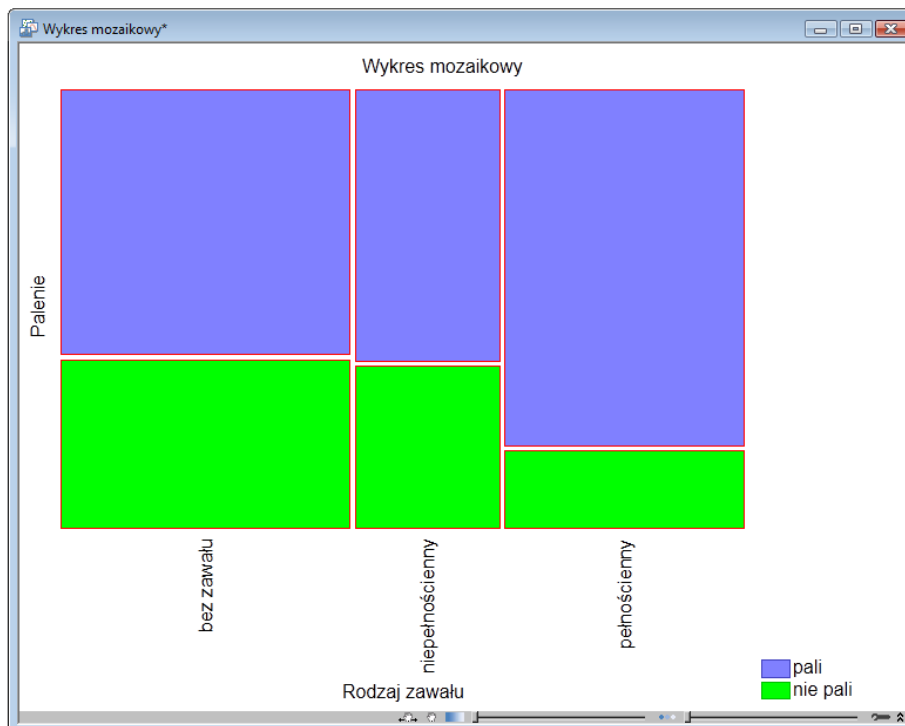 Wykres mozaikowy*
Wykres mozaikowy
Palenie
bez zawału
niepełnościenny
pełnościenny
Rodzaj zawału
pali
nie pali